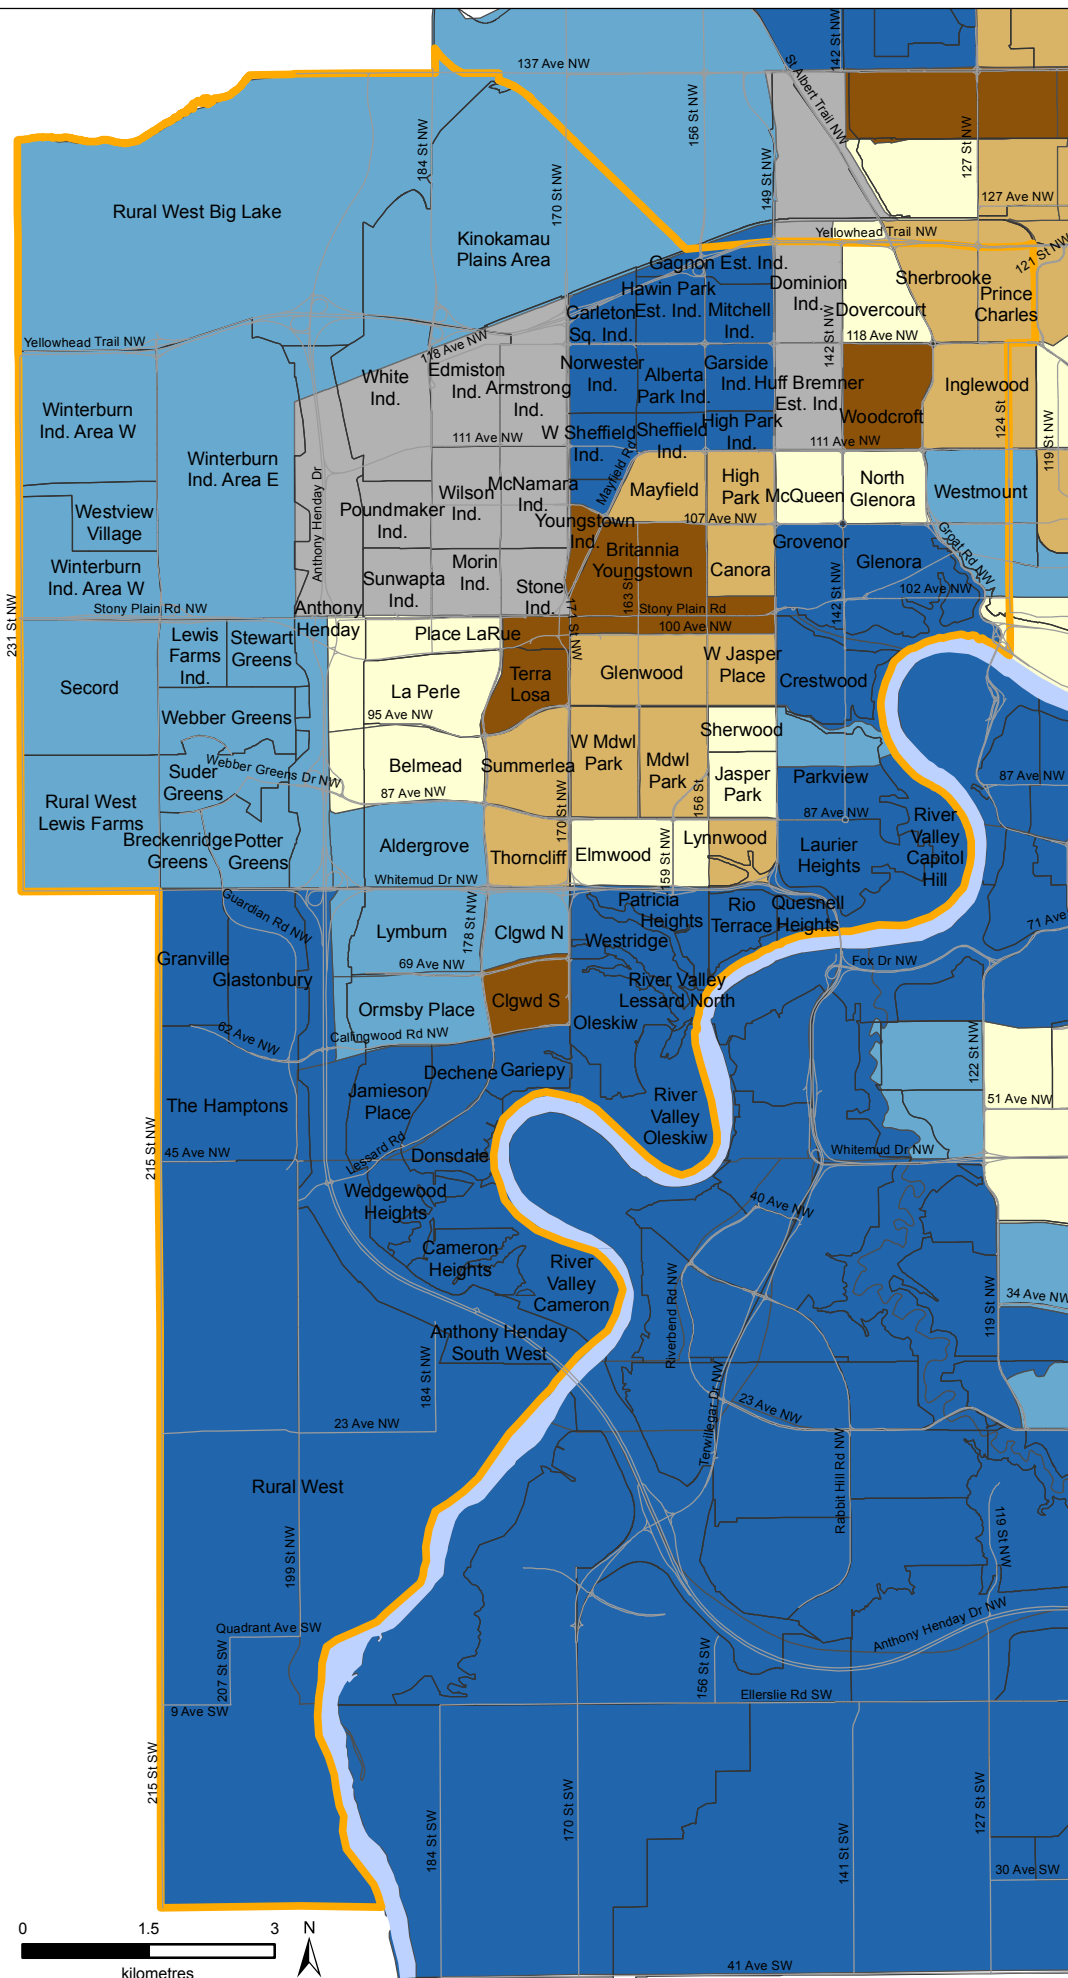 137 Ave NW
142 St NW
St Albert Trail NW
184 St NW
156 St NW
127 St NW
170 St NW
149 St NW
127 Ave NW
Rural West Big Lake
Kinokamau
Plains Area
Yellowhead Trail NW
121 St NW
Gagnon Est. Ind.
Hawin Park
Est. Ind.
Carleton
Sq. Ind.
Mitchell
Ind.
Dominion
Ind.
Dovercourt
Sherbrooke
Prince
Charles
142 St NW
118 Ave NW
118 Ave NW
Yellowhead Trail NW
White
Ind.
Edmiston
Ind.
Armstrong
Ind.
Norwester
Ind.
Alberta
Park Ind.
Garside
Ind.
Huff Bremner
Est. Ind.
Woodcroft
Inglewood
124 St
119 St NW
Winterburn
Ind. Area W
111 Ave NW
W Sheffield
Ind.
Sheffield
Ind.
High Park
Ind.
111 Ave NW
Winterburn
Ind. Area E
Anthony Henday Dr
Mayfield Rd
Mayfield
High
Park
McQueen
North
Glenora
Westmount
Westview
Village
Poundmaker
Ind.
Wilson
Ind.
McNamara
Ind.
107 Ave NW
Youngstown
Ind.
Britannia
Youngstown
Grovenor
Glenora
Groat Rd NW
Winterburn
Ind. Area W
Sunwapta
Ind.
Morin
Ind.
Stone
Ind.
163 St
Canora
142 St NW
102 Ave NW
231 St NW
Stony Plain Rd NW
Anthony
Henday
174 St NW
Stony Plain Rd
100 Ave NW
Lewis
Farms
Ind.
Stewart
Greens
Place LaRue
Secord
La Perle
Terra
Losa
Glenwood
W Jasper
Place
Crestwood
Webber Greens
95 Ave NW
Sherwood
Suder
Greens
Webber Greens Dr NW
Belmead
Summerlea
W Mdwl
Park
Mdwl
Park
Jasper
Park
Parkview
87 Ave NW
Rural West
Lewis Farms
87 Ave NW
170 St NW
156 St
87 Ave NW
River
Valley
Capitol
Hill
Breckenridge
Greens
Potter
Greens
Aldergrove
Thorncliff
Elmwood
159 St NW
Lynnwood
Laurier
Heights
Whitemud Dr NW
Guardian Rd NW
178 St NW
Patricia
Heights
Rio
Terrace
Quesnell
Heights
71 Ave
Lymburn
Clgwd N
Westridge
Granville
Glastonbury
69 Ave NW
Fox Dr NW
River Valley
Lessard North
Ormsby Place
Clgwd S
Oleskiw
62 Ave NW
Callingwood Rd NW
122 St NW
Dechene
Gariepy
Jamieson
Place
The Hamptons
River
Valley
Oleskiw
51 Ave NW
215 St NW
45 Ave NW
Lessard Rd
Donsdale
Whitemud Dr NW
Wedgewood
Heights
40 Ave NW
Cameron
Heights
River
Valley
Cameron
Riverbend Rd NW
119 St NW
34 Ave NW
Anthony Henday
South West
184 St NW
Terwillegar Dr NW
23 Ave NW
23 Ave NW
Rural West
Rabbit Hill Rd NW
119 St NW
199 St NW
Quadrant Ave SW
Anthony Henday Dr NW
207 St SW
9 Ave SW
156 St SW
Ellerslie Rd SW
215 St SW
184 St SW
170 St SW
141 St SW
127 St SW
30 Ave SW
0 1.5 3
N
kilometres
41 Ave SW